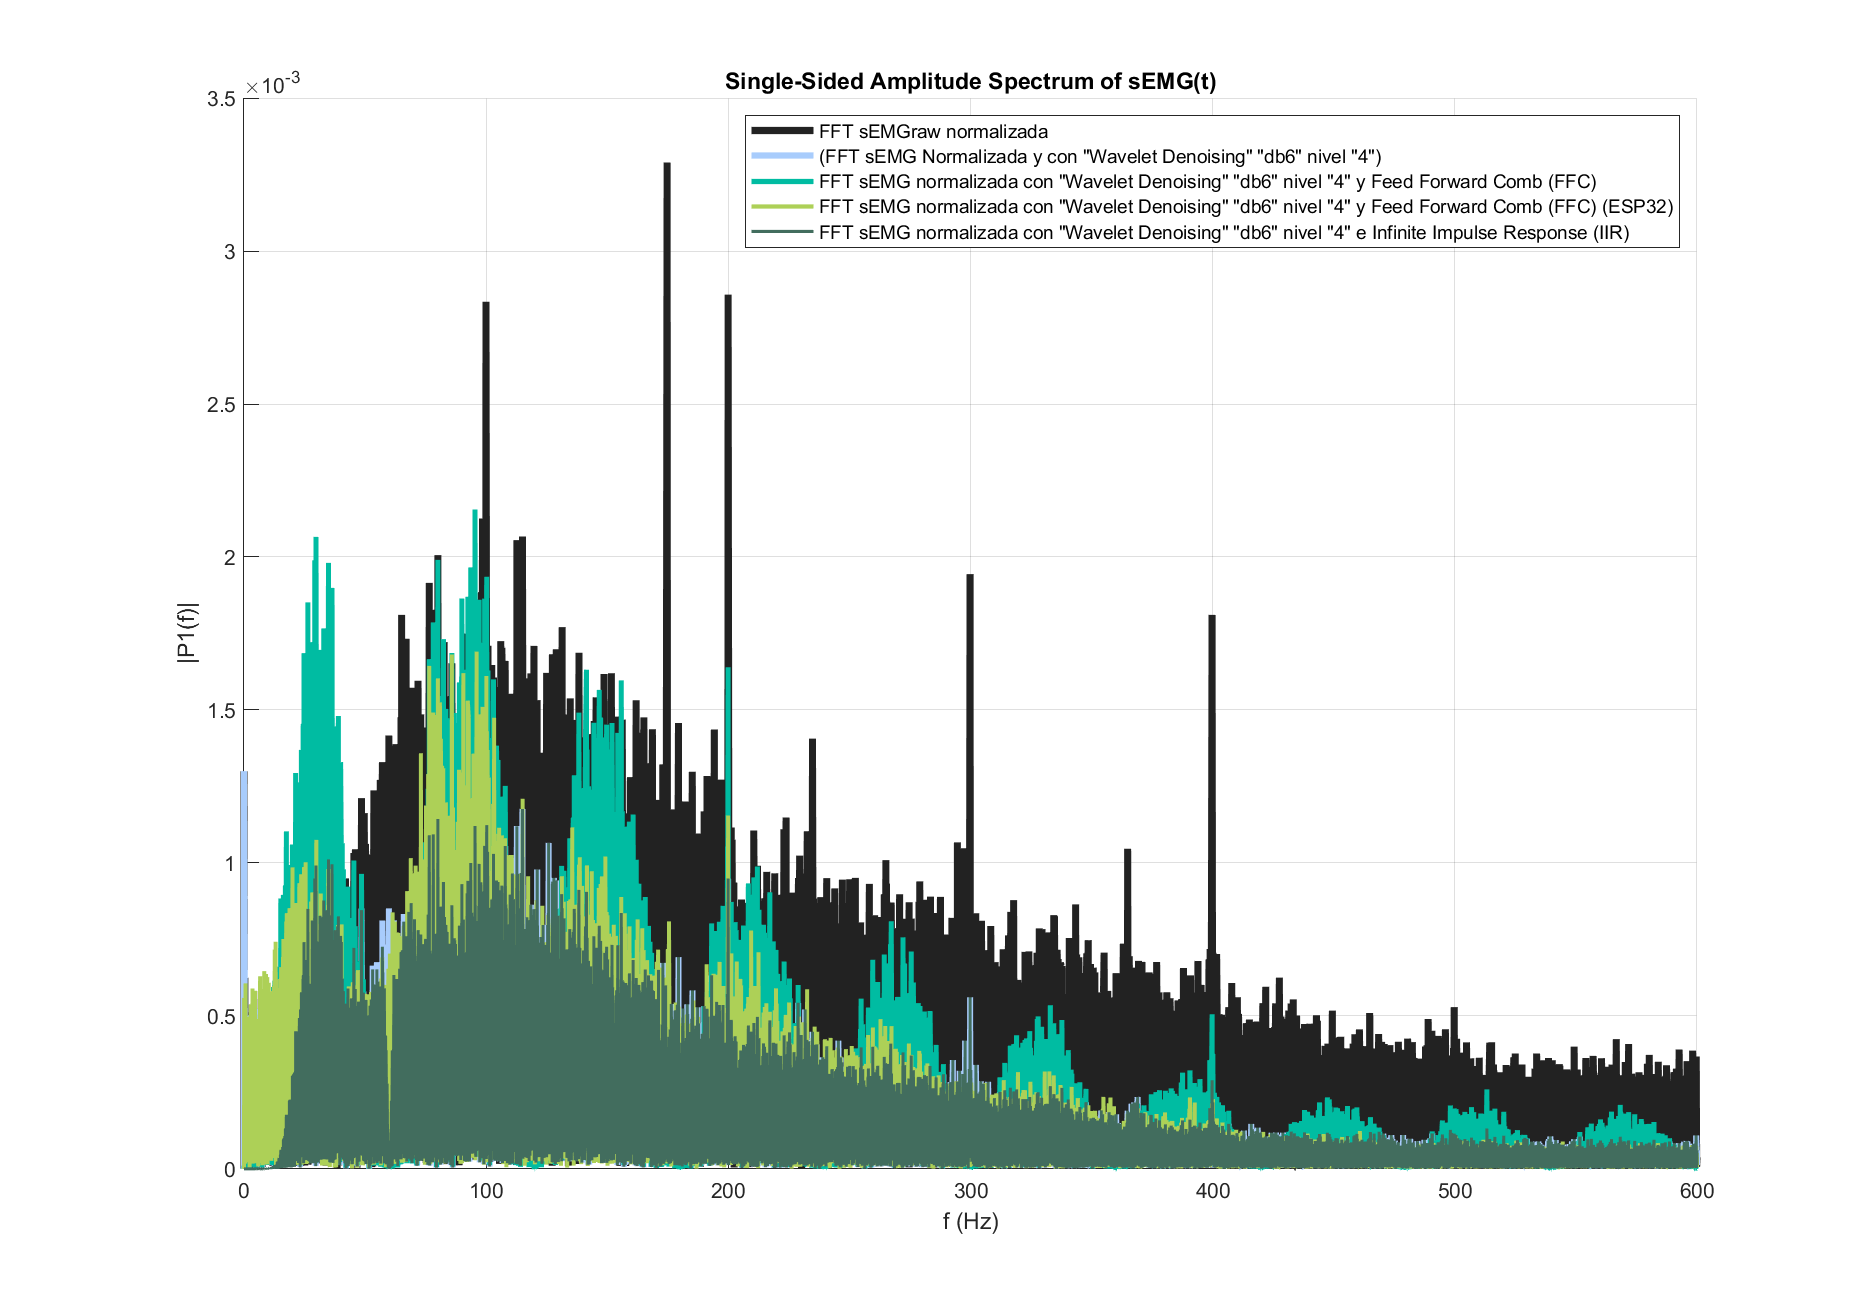 Single-Sided Amplitude Spectrum of sEMG(t)
×10-3
3.5
3
2.5
2
1.5
1
0.5
0
|P1(f)|
FFT sEMGraw normalizada
(FFT sEMG Normalizada y con "Wavelet Denoising" "db6" nivel "4")
FFT sEMG normalizada con "Wavelet Denoising" "db6" nivel "4" y Feed Forward Comb (FFC)
FFT sEMG normalizada con "Wavelet Denoising" "db6" nivel "4" y Feed Forward Comb (FFC) (ESP32)
FFT sEMG normalizada con "Wavelet Denoising" "db6" nivel "4" e Infinite Impulse Response (IIR)
0 100 200 300 400 500 600
f (Hz)